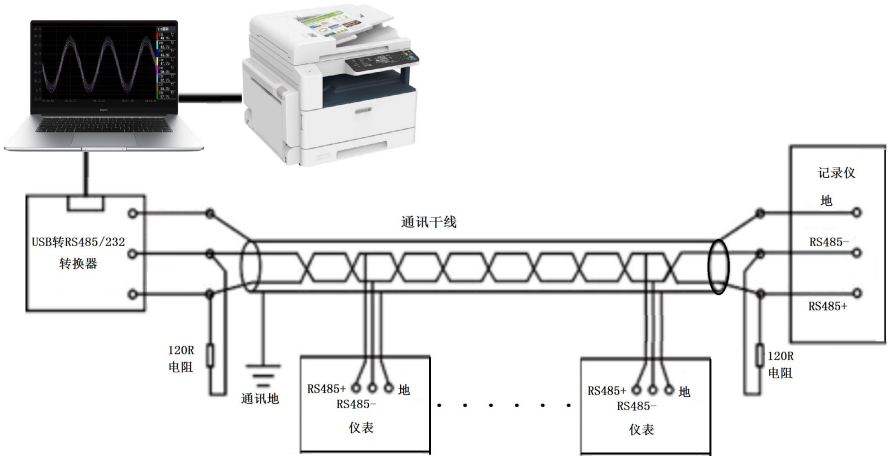 记录仪
地
通讯干线
USB转RS485/232
转换器
RS485-
RS485+
120R
电阻
通讯地
RS485+
地
RS485-
仪表
RS485+
地
RS485-
仪表
120R
电阻